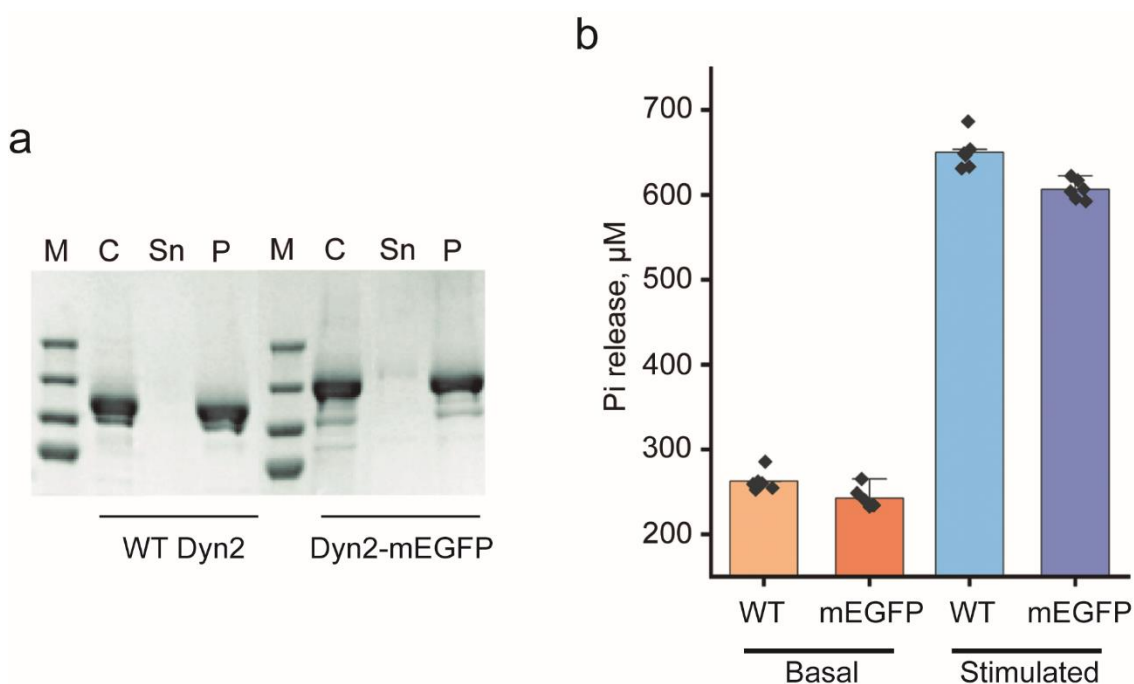 a
M C Sn P M C Sn P
WT Dyn2 Dyn2-mEGFP
b
Pi release, µM
700
600
500
400
300
200
WT mEGFP WT mEGFP
Basal Stimulated